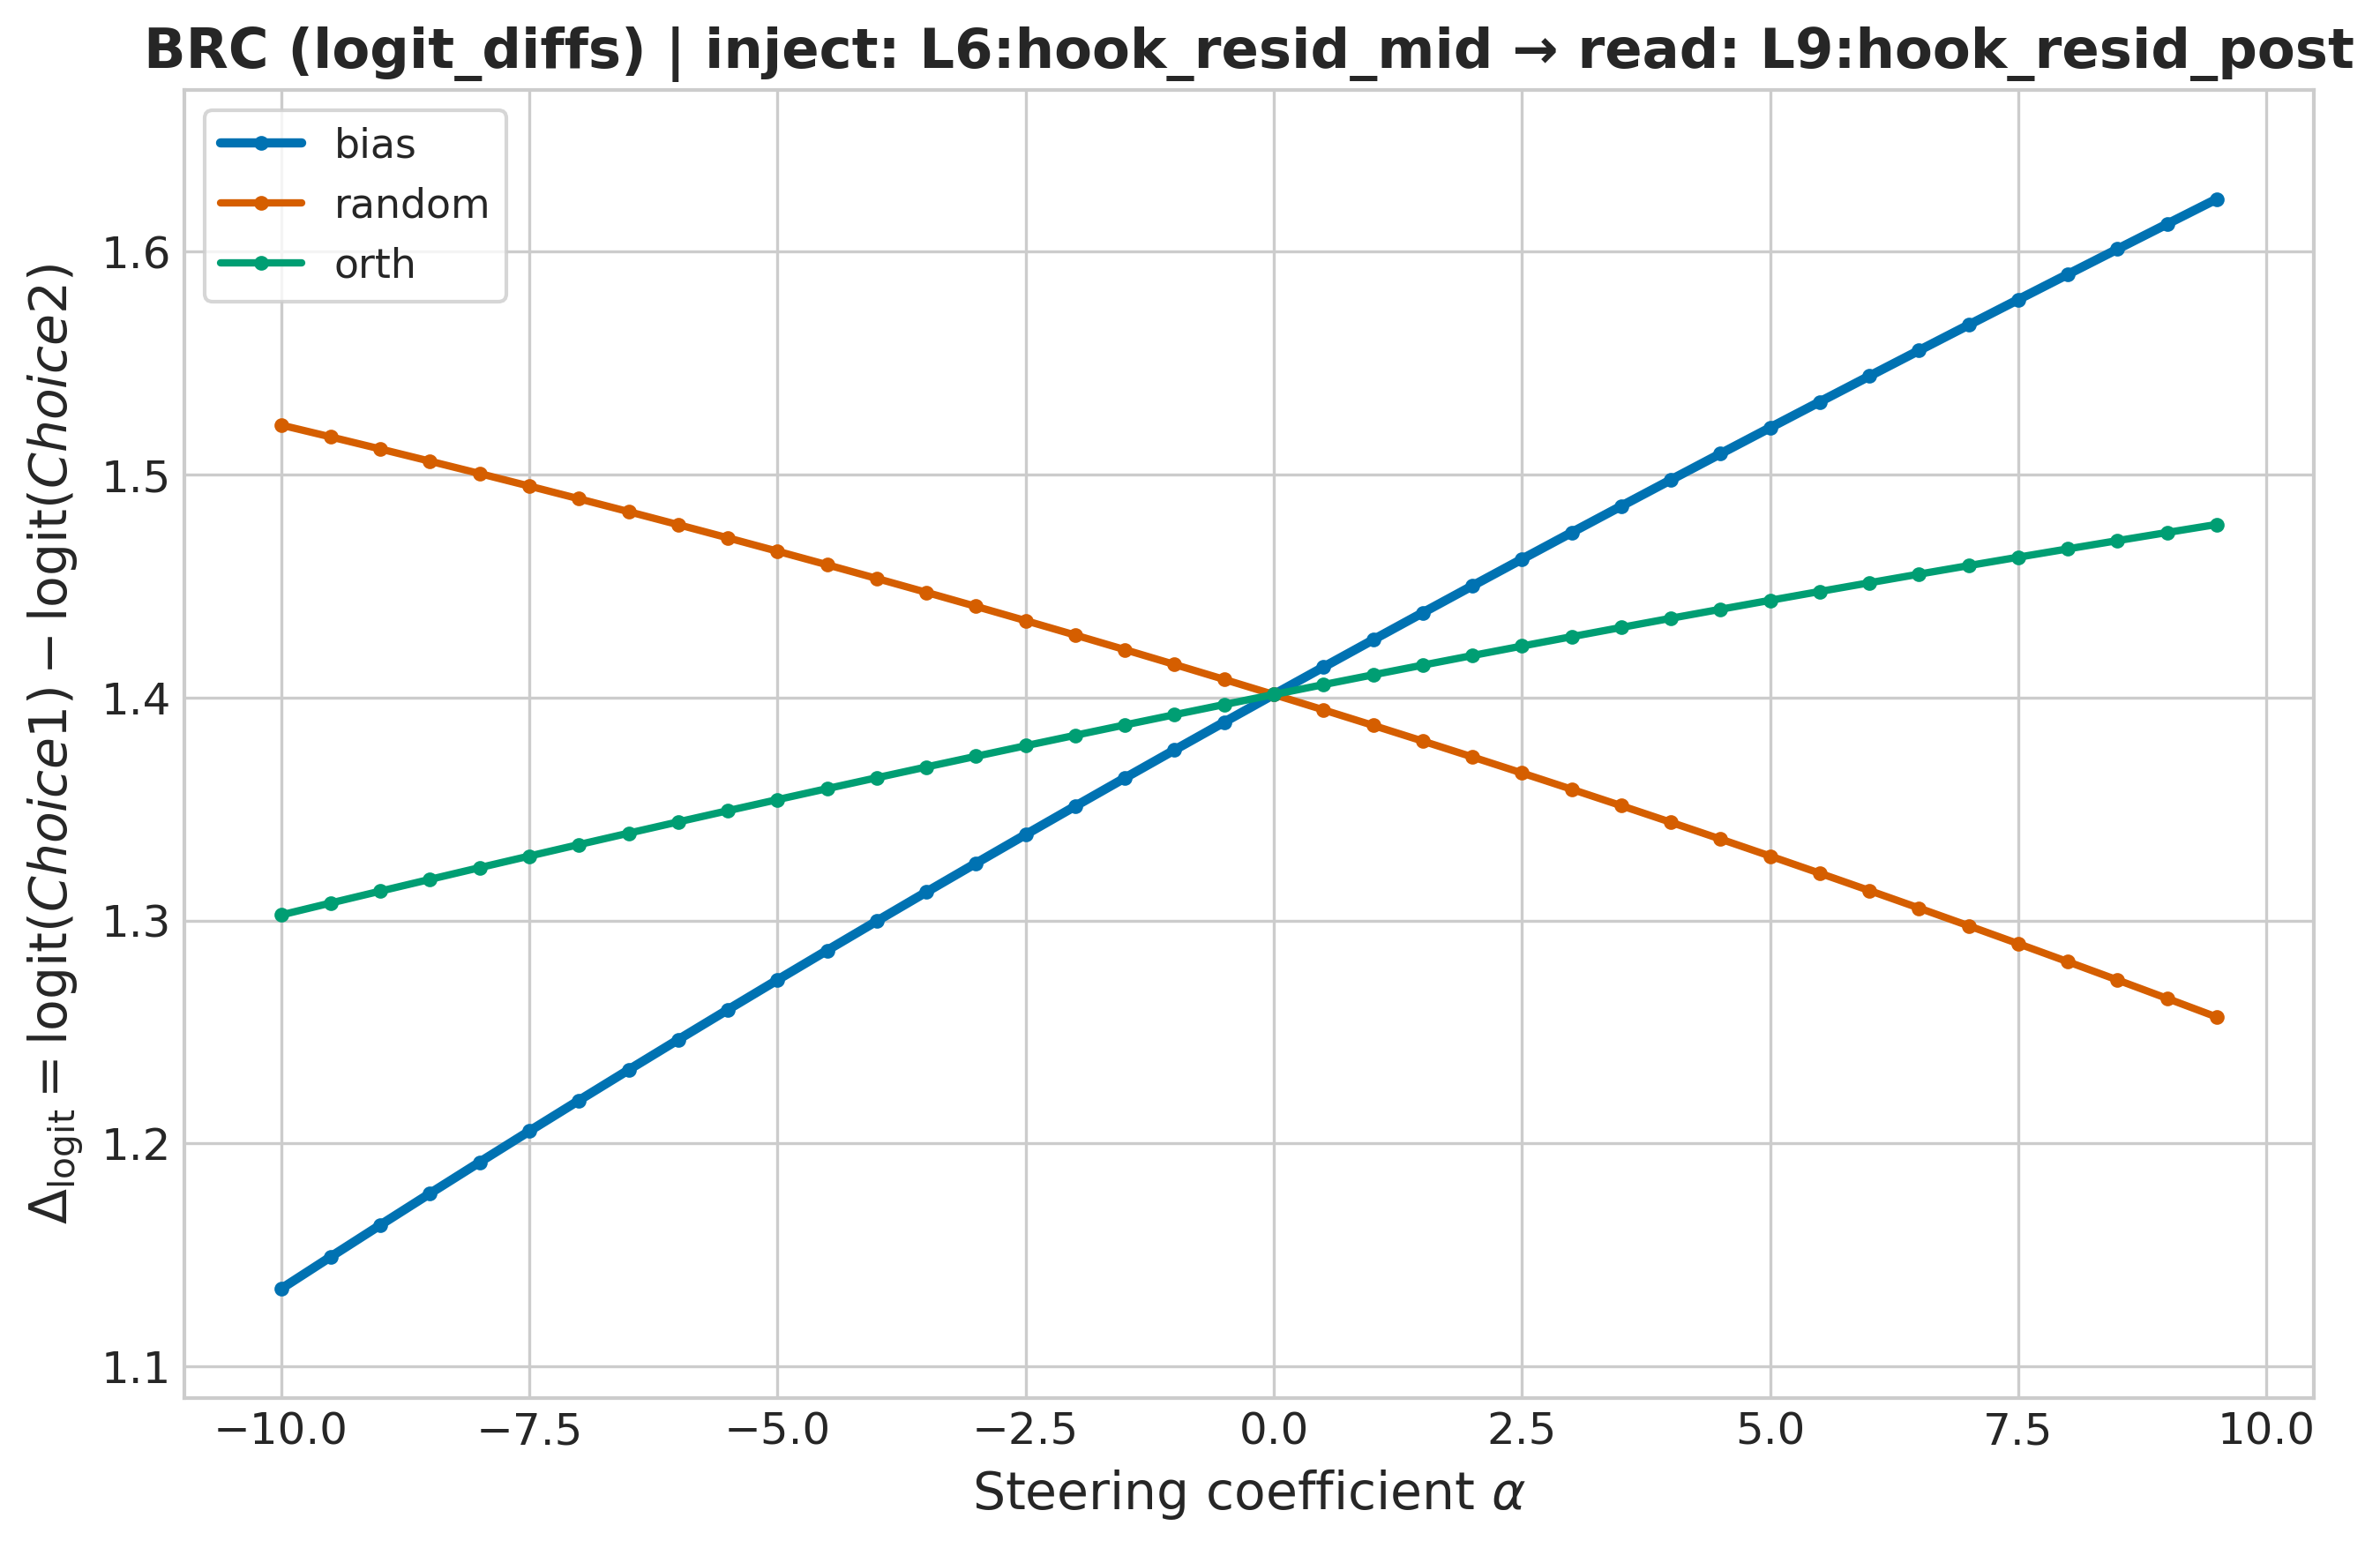 BRC (logit_diffs) | inject: L6:hook_resid_mid → read: L9:hook_resid_post
bias
random
orth
Δlogit = logit(Choice1) − logit(Choice2)
1.6
1.5
1.4
1.3
1.2
1.1
−10.0 −7.5 −5.0 −2.5 0.0 2.5 5.0 7.5 10.0
Steering coefficient α